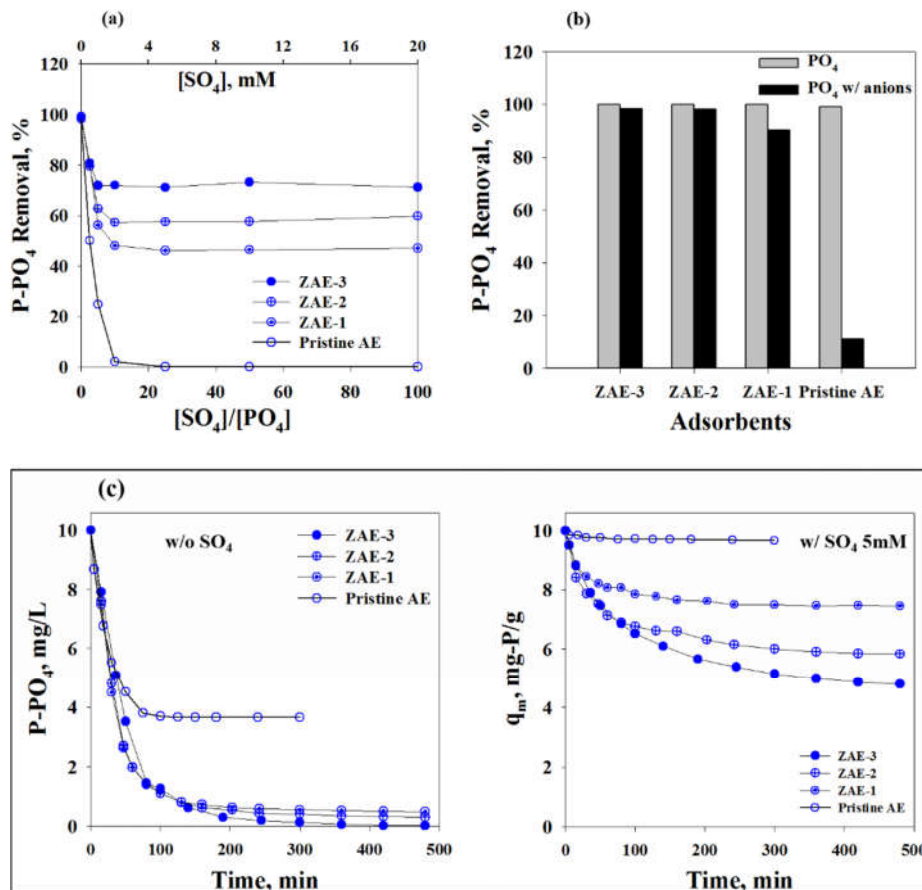 (a)
0 4 8 12 16 20
[SO4], mM
120
100
80
60
40
20
0
P-PO4 Removal, %
ZAE-3
ZAE-2
ZAE-1
Pristine AE
0 20 40 60 80 100
[SO4]/[PO4]
(b)
120
100
80
60
40
20
0
P-PO4 Removal, %
PO4
PO4 w/ anions
ZAE-3 ZAE-2 ZAE-1 Pristine AE
Adsorbents
(c)
10
8
6
4
2
0
P-PO4, mg/L
w/o SO4
ZAE-3
ZAE-2
ZAE-1
Pristine AE
0 100 200 300 400 500
Time, min
10
8
6
4
2
0
qm, mg-P/g
w/ SO4 5mM
ZAE-3
ZAE-2
ZAE-1
Pristine AE
0 100 200 300 400 500
Time, min